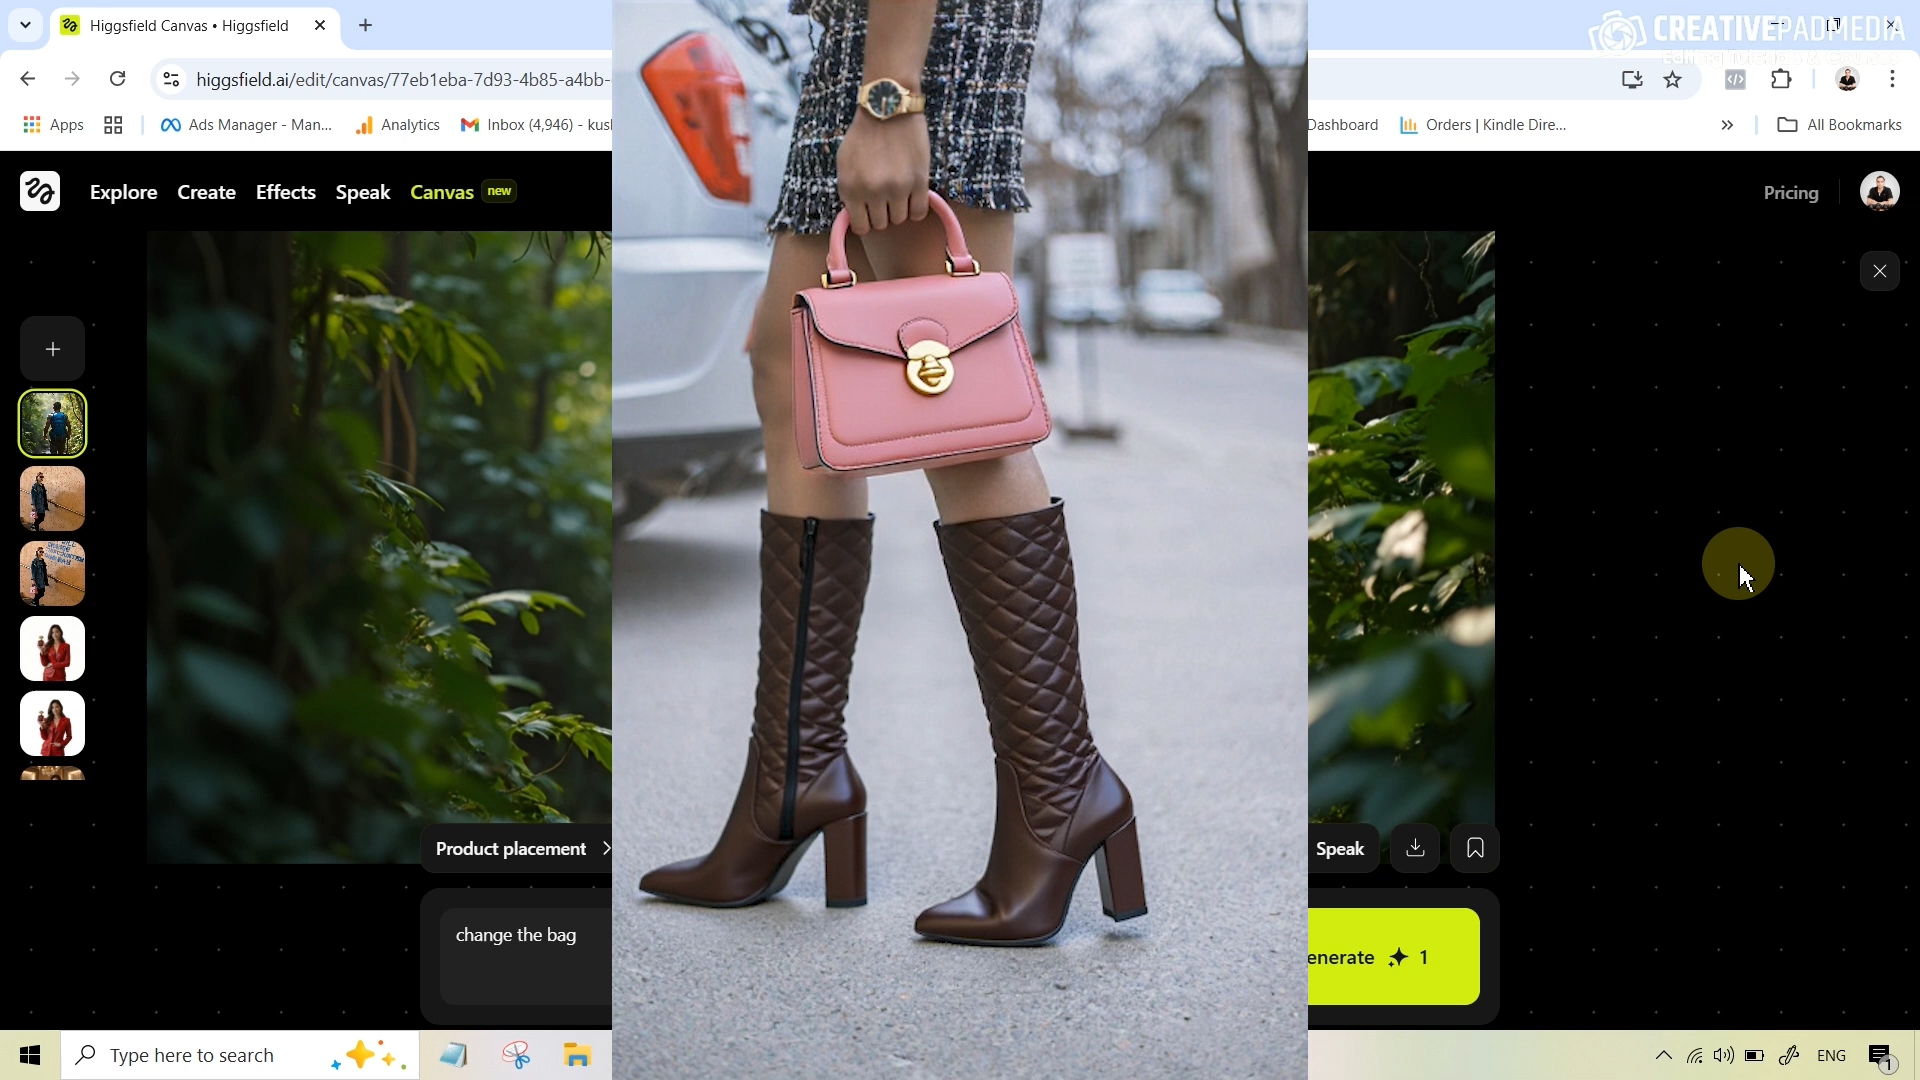 Higgsfield Canvas • Higgsfield
CREATIVEPADMEDIA
higgsfield.ai/edit/canvas/77eb1eba-7d93-4b85-a4bb-
Apps
Ads Manager - Man...
Analytics
Inbox (4,946) - kus
Dashboard
Orders | Kindle Dire...
All Bookmarks
Explore
Create
Effects
Speak
Canvas
new
Pricing
Product placement
Speak
change the bag
enerate 1
Type here to search
ENG
1